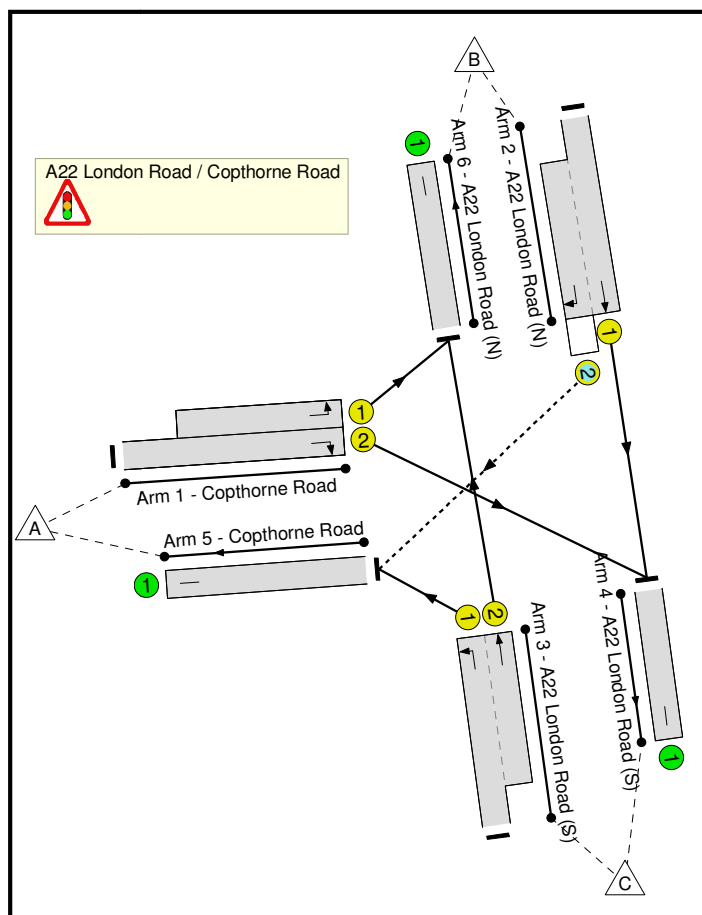 B
A22 London Road / Copthorne Road
1
Arm 6 - A22 London Road (N)
Arm 2 - A22 London Road (N)
1
2
1
2
Arm 1 - Copthorne Road
A
Arm 5 - Copthorne Road
1
1
2
Arm 3 - A22 London Road (S)
Arm 4 - A22 London Road (S)
1
C